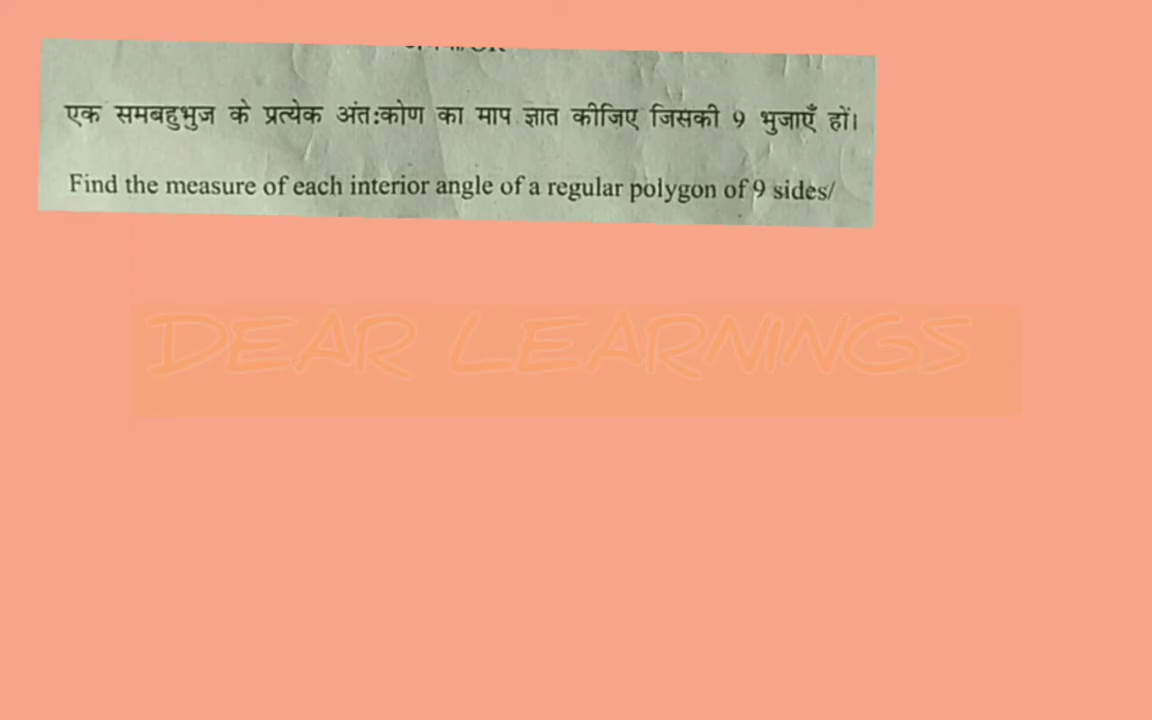 एक समबहुभुज के प्रत्येक अंत:कोण का माप ज्ञात कीजिए जिसकी 9 भुजाएँ हों।
Find the measure of each interior angle of a regular polygon of 9 sides/
DEAR LEARNINGS